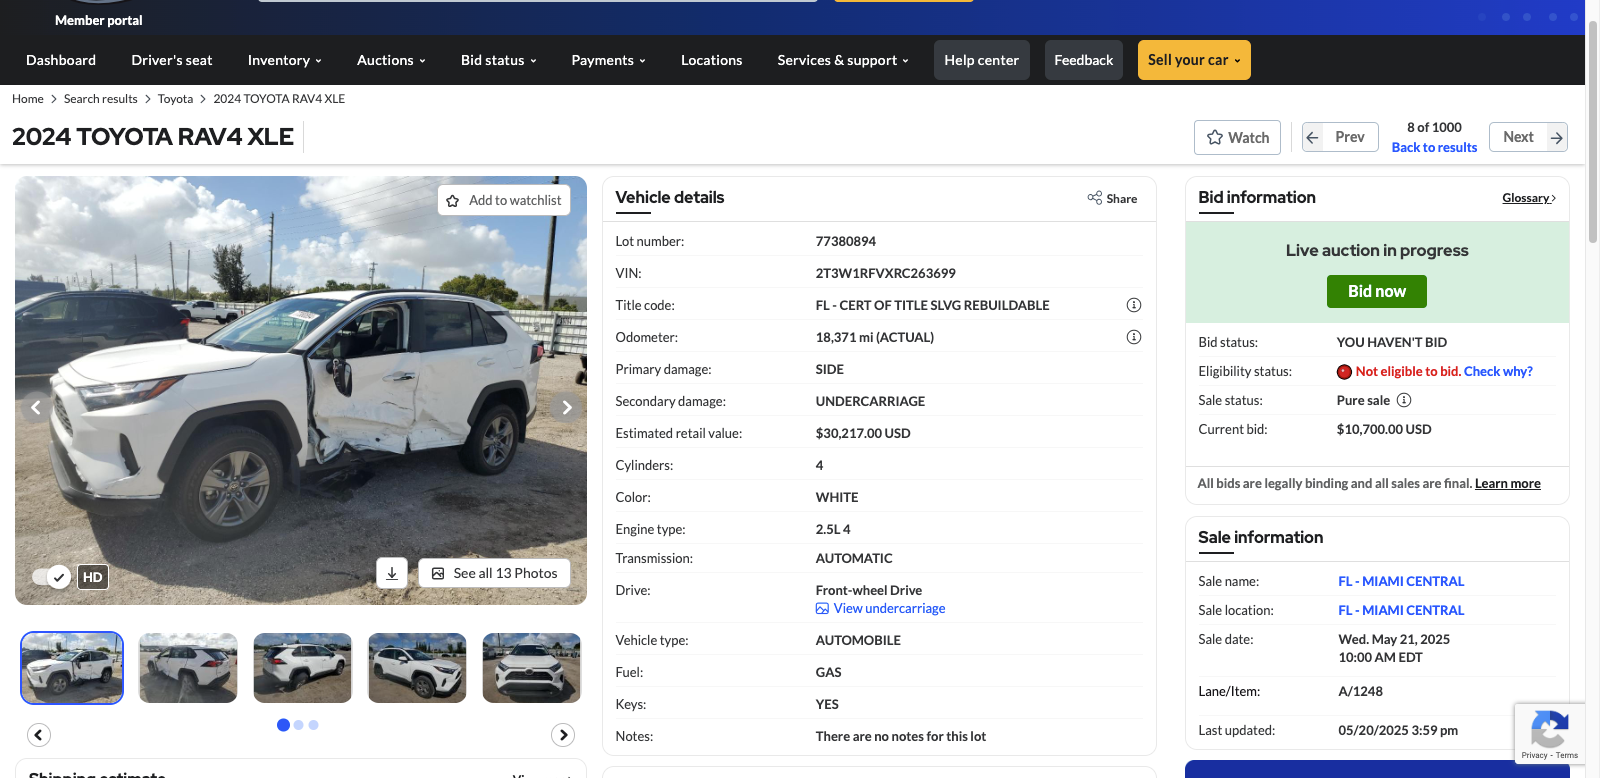 Member portal
Dashboard
Driver's seat
Inventory
Auctions
Bid status
Payments
Locations
Services & support
Help center
Feedback
Sell your car
Home > Search results > Toyota > 2024 TOYOTA RAV4 XLE
2024 TOYOTA RAV4 XLE
Watch
Prev
8 of 1000
Back to results
Next
Add to watchlist
HD
See all 13 Photos
Vehicle details
Share
Lot number: 77380894
VIN: 2T3W1RFVXRC263699
Title code: FL - CERT OF TITLE SLVG REBUILDABLE
Odometer: 18,371 mi (ACTUAL)
Primary damage: SIDE
Secondary damage: UNDERCARRIAGE
Estimated retail value: $30,217.00 USD
Cylinders: 4
Color: WHITE
Engine type: 2.5L 4
Transmission: AUTOMATIC
Drive: Front-wheel Drive
View undercarriage
Vehicle type: AUTOMOBILE
Fuel: GAS
Keys: YES
Notes: There are no notes for this lot
Bid information
Glossary
Live auction in progress
Bid now
Bid status: YOU HAVEN'T BID
Eligibility status: Not eligible to bid. Check why?
Sale status: Pure sale
Current bid: $10,700.00 USD
All bids are legally binding and all sales are final. Learn more
Sale information
Sale name: FL - MIAMI CENTRAL
Sale location: FL - MIAMI CENTRAL
Sale date: Wed. May 21, 2025
10:00 AM EDT
Lane/Item: A/1248
Last updated: 05/20/2025 3:59 pm
Privacy - Terms
Shipping estimate